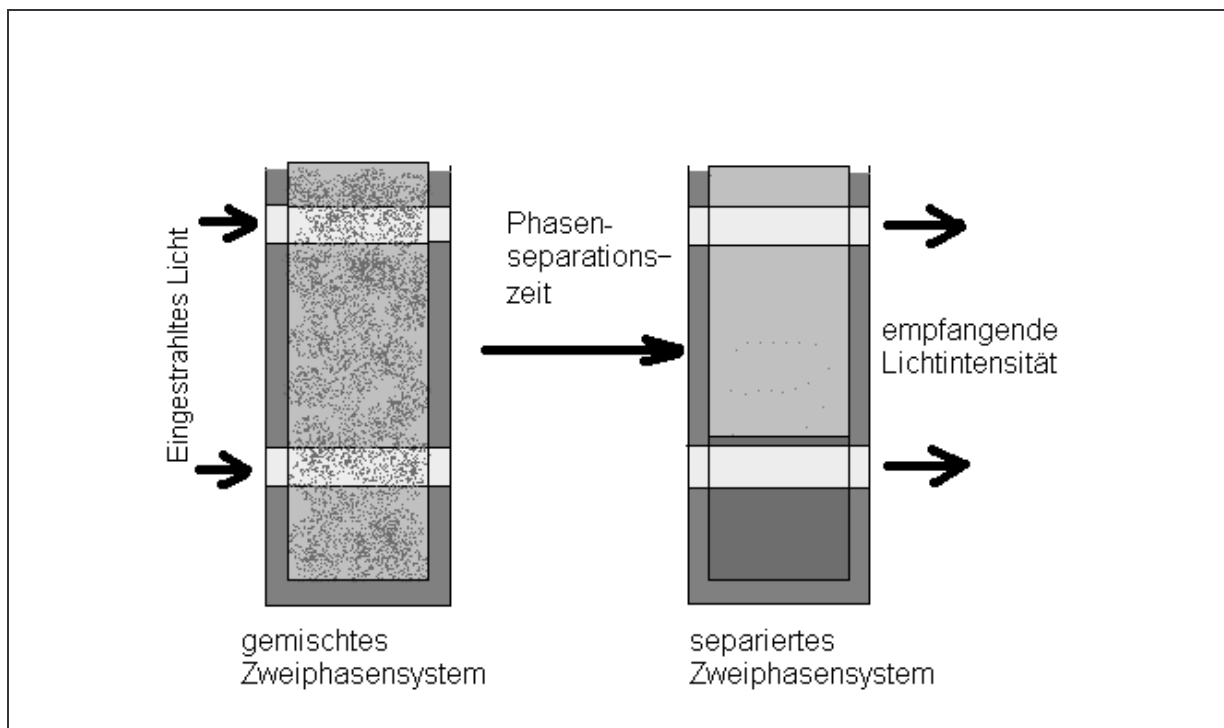 Eingestrahltes Licht
Phasen-
separations-
zeit
empfangende
Lichtintensität
gemischtes
Zweiphasensystem
separiertes
Zweiphasensystem